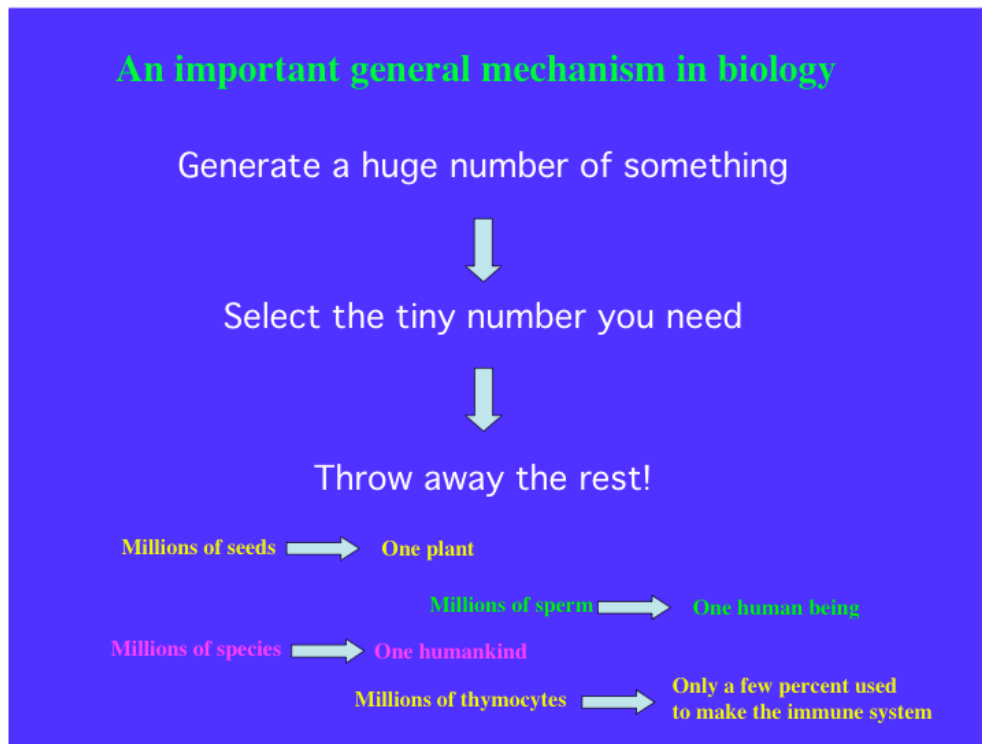 An important general mechanism in biology
Generate a huge number of something
Select the tiny number you need
Throw away the rest!
Millions of seeds One plant
Millions of sperm One human being
Millions of species One humankind
Millions of thymocytes Only a few percent used
to make the immune system